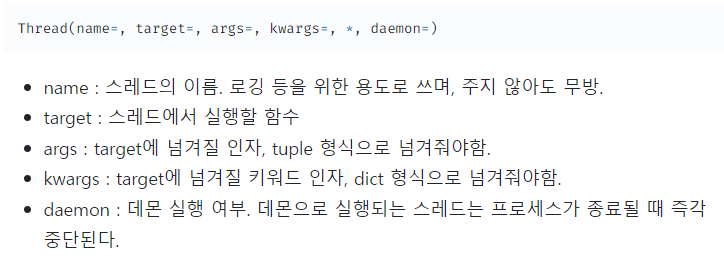 Thread(name=, target=, args=, kwargs=, *, daemon=)
name : 스레드의 이름. 로깅 등을 위한 용도로 쓰며, 주지 않아도 무방.
target : 스레드에서 실행할 함수
args : target에 넘겨질 인자, tuple 형식으로 넘겨줘야함.
kwargs : target에 넘겨질 키워드 인자, dict 형식으로 넘겨줘야함.
daemon : 데몬 실행 여부. 데몬으로 실행되는 스레드는 프로세스가 종료될 때 즉각
중단된다.